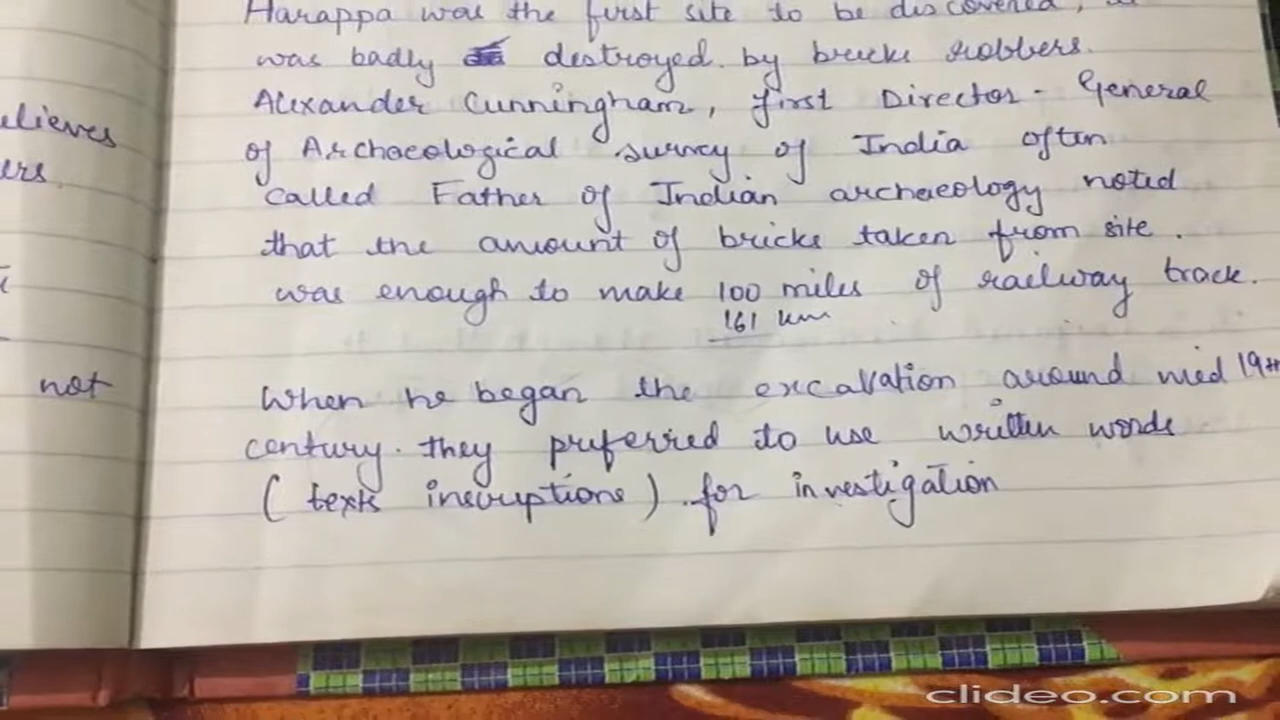 Harappa was the first site to be discovered,
was badly destroyed. by bricks robbers.
Alexander Cunningham, first Director - General
elieves
of Archaeological survey of India often
ers.
called Father of Indian archaeology noted
that the amount of bricks taken from site.
was enough to make 100 miles of railway track.
161 km
not
When he began the excavation around mid 19th
century. they preferred to use written words
( texts inscriptions ) for investigation
clideo.com